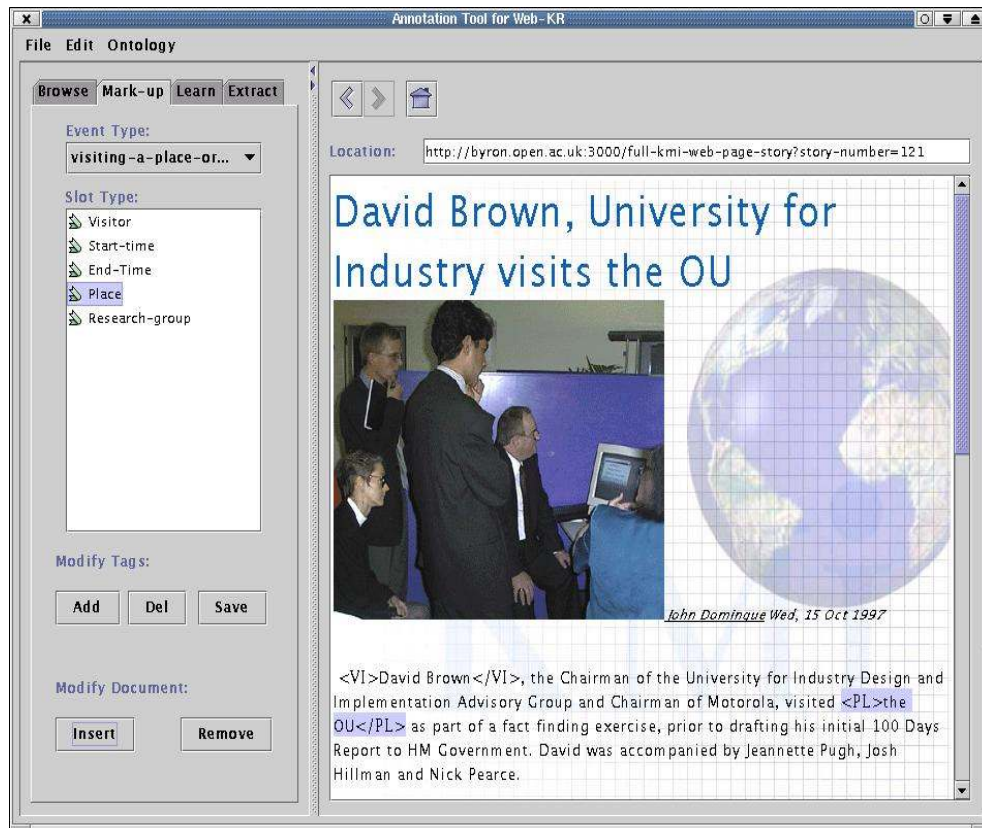 Annotation Tool for Web-KR
File Edit Ontology
Browse Mark-up Learn Extract
Event Type:
visiting-a-place-or...
Slot Type:
Visitor
Start-time
End-Time
Place
Research-group
Modify Tags:
Add Del Save
Modify Document:
Insert Remove
Location: http://byron.open.ac.uk:3000/full-kmi-web-page-story?story-number=121
David Brown, University for
Industry visits the OU
John Domingue Wed, 15 Oct 1997
<VI>David Brown</VI>, the Chairman of the University for Industry Design and
Implementation Advisory Group and Chairman of Motorola, visited <PL>the
OU</PL> as part of a fact finding exercise, prior to drafting his initial 100 Days
Report to HM Government. David was accompanied by Jeannette Pugh, Josh
Hillman and Nick Pearce.